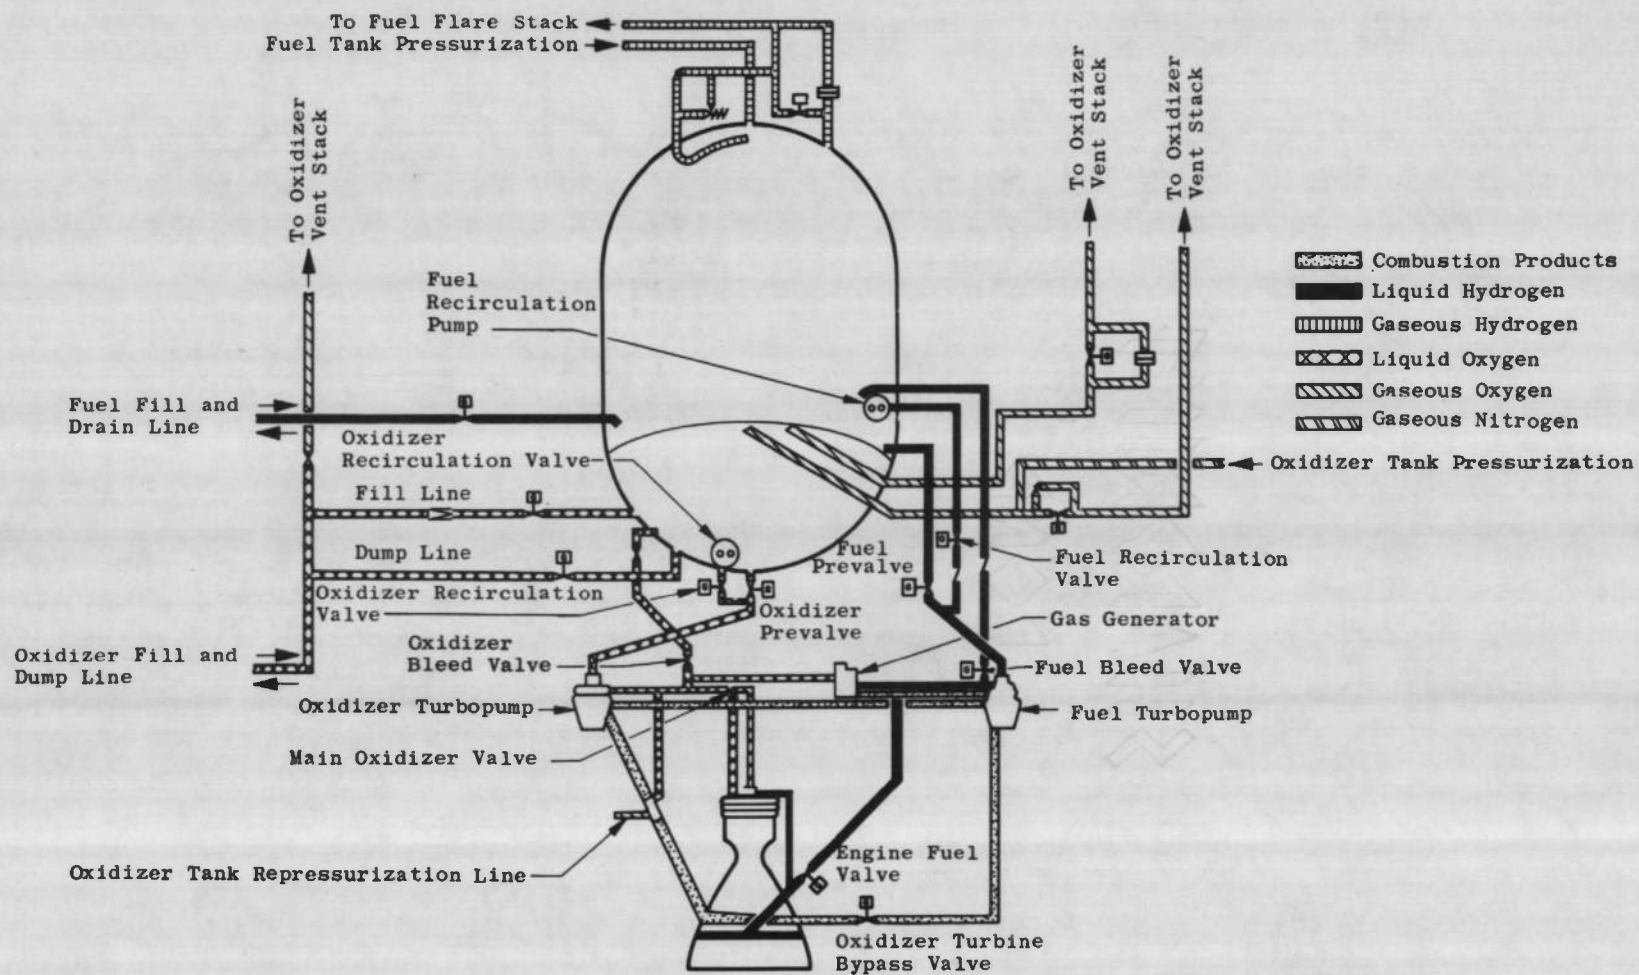 To Fuel Flare Stack
Fuel Tank Pressurization
To Oxidizer
Vent Stack
To Oxidizer
Vent Stack
To Oxidizer
Vent Stack
Fuel
Recirculation
Pump
Combustion Products
Liquid Hydrogen
Gaseous Hydrogen
Liquid Oxygen
Gaseous Oxygen
Gaseous Nitrogen
Fuel Fill and
Drain Line
Oxidizer
Recirculation Valve
Oxidizer Tank Pressurization
Fill Line
Dump Line
Fuel
Prevalve
Fuel Recirculation
Valve
Oxidizer Recirculation
Valve
Oxidizer
Prevalve
Gas Generator
Oxidizer
Bleed Valve
Oxidizer Fill and
Dump Line
Fuel Bleed Valve
Oxidizer Turbopump
Fuel Turbopump
Main Oxidizer Valve
Engine Fuel
Valve
Oxidizer Tank Repressurization Line
Oxidizer Turbine
Bypass Valve